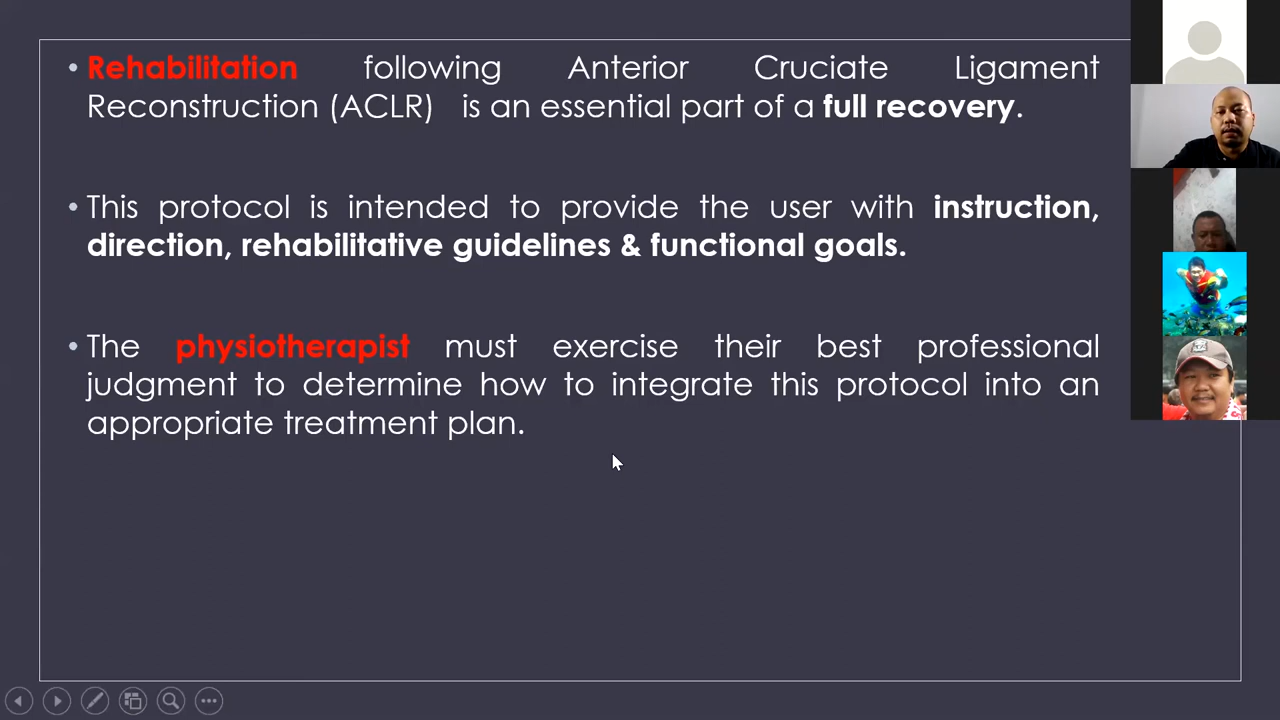 • Rehabilitation following Anterior Cruciate Ligament
Reconstruction (ACLR) is an essential part of a full recovery.
• This protocol is intended to provide the user with instruction,
direction, rehabilitative guidelines & functional goals.
• The physiotherapist must exercise their best professional
judgment to determine how to integrate this protocol into an
appropriate treatment plan.